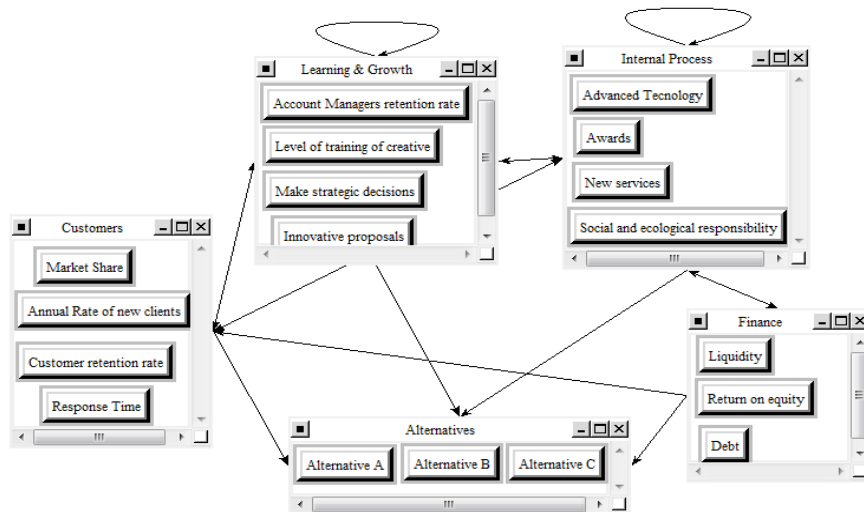 Learning & Growth
Account Managers retention rate
Level of training of creative
Make strategic decisions
Innovative proposals
Internal Process
Advanced Tecnology
Awards
New services
Social and ecological responsibility
Customers
Market Share
Annual Rate of new clients
Customer retention rate
Response Time
Finance
Liquidity
Return on equity
Debt
Alternatives
Alternative A Alternative B Alternative C